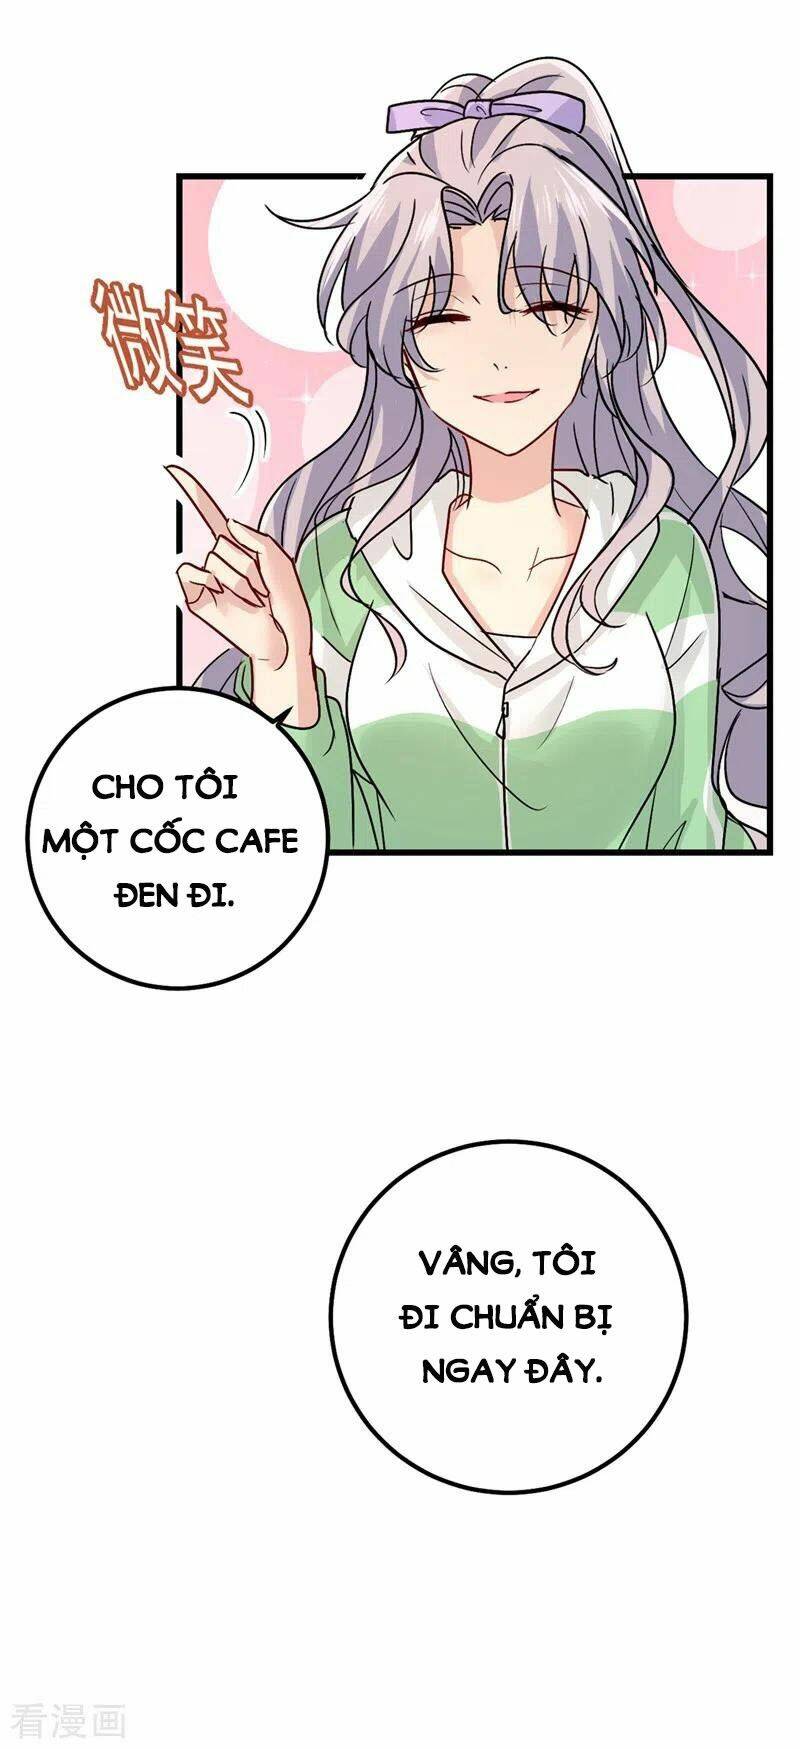 微笑
CHO TÔI
MỘT CỐC CAFE
ĐEN ĐI.
VÂNG, TÔI
ĐI CHUẨN BỊ
NGAY ĐÂY.
看漫画